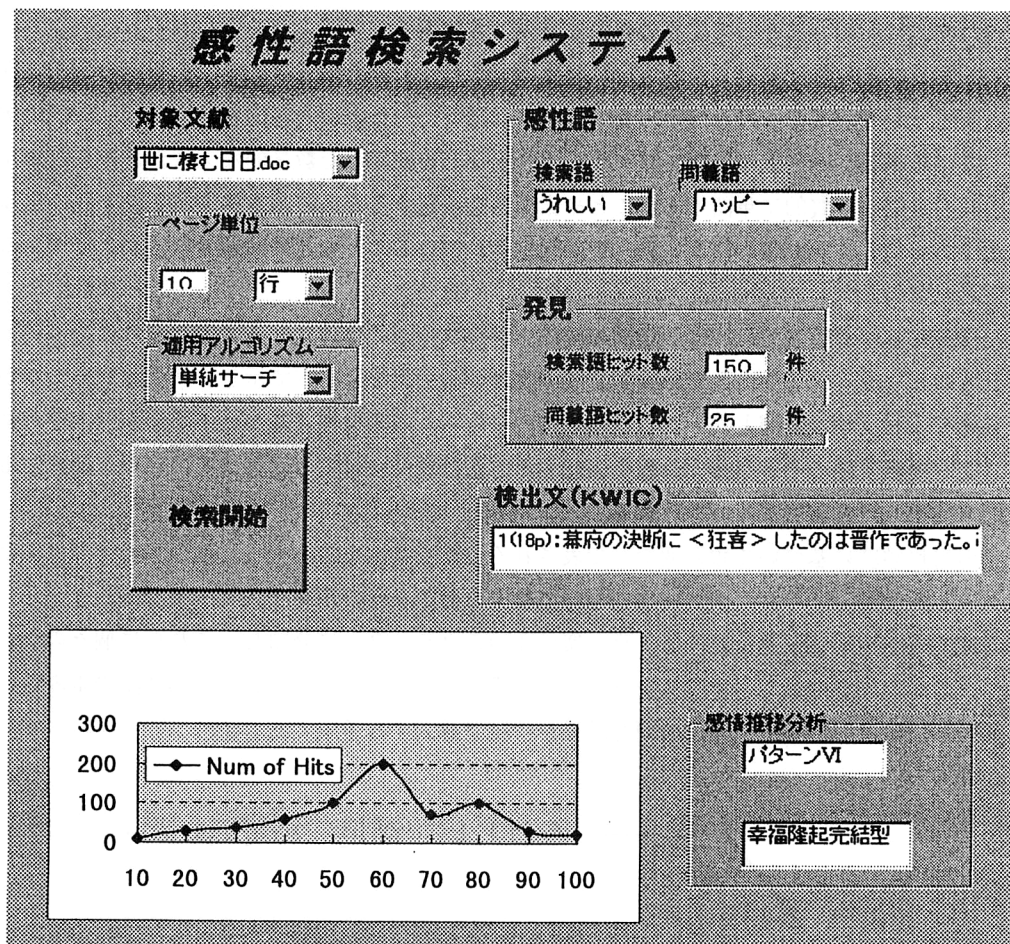 感性語検索システム
対象文献
世に棲む日日.doc
ページ単位
10 行
適用アルゴリズム
単純サーチ
検索開始
感性語
検索語 同義語
うれしい ハッピー
発見
検索語ヒット数 150 件
同義語ヒット数 25 件
検出文(KWIC)
1(18p):幕府の決断に <狂喜> したのは晋作であった。
300
200
100
0
Num of Hits
10 20 30 40 50 60 70 80 90 100
感情推移分析
パターンⅥ
幸福隆起完結型